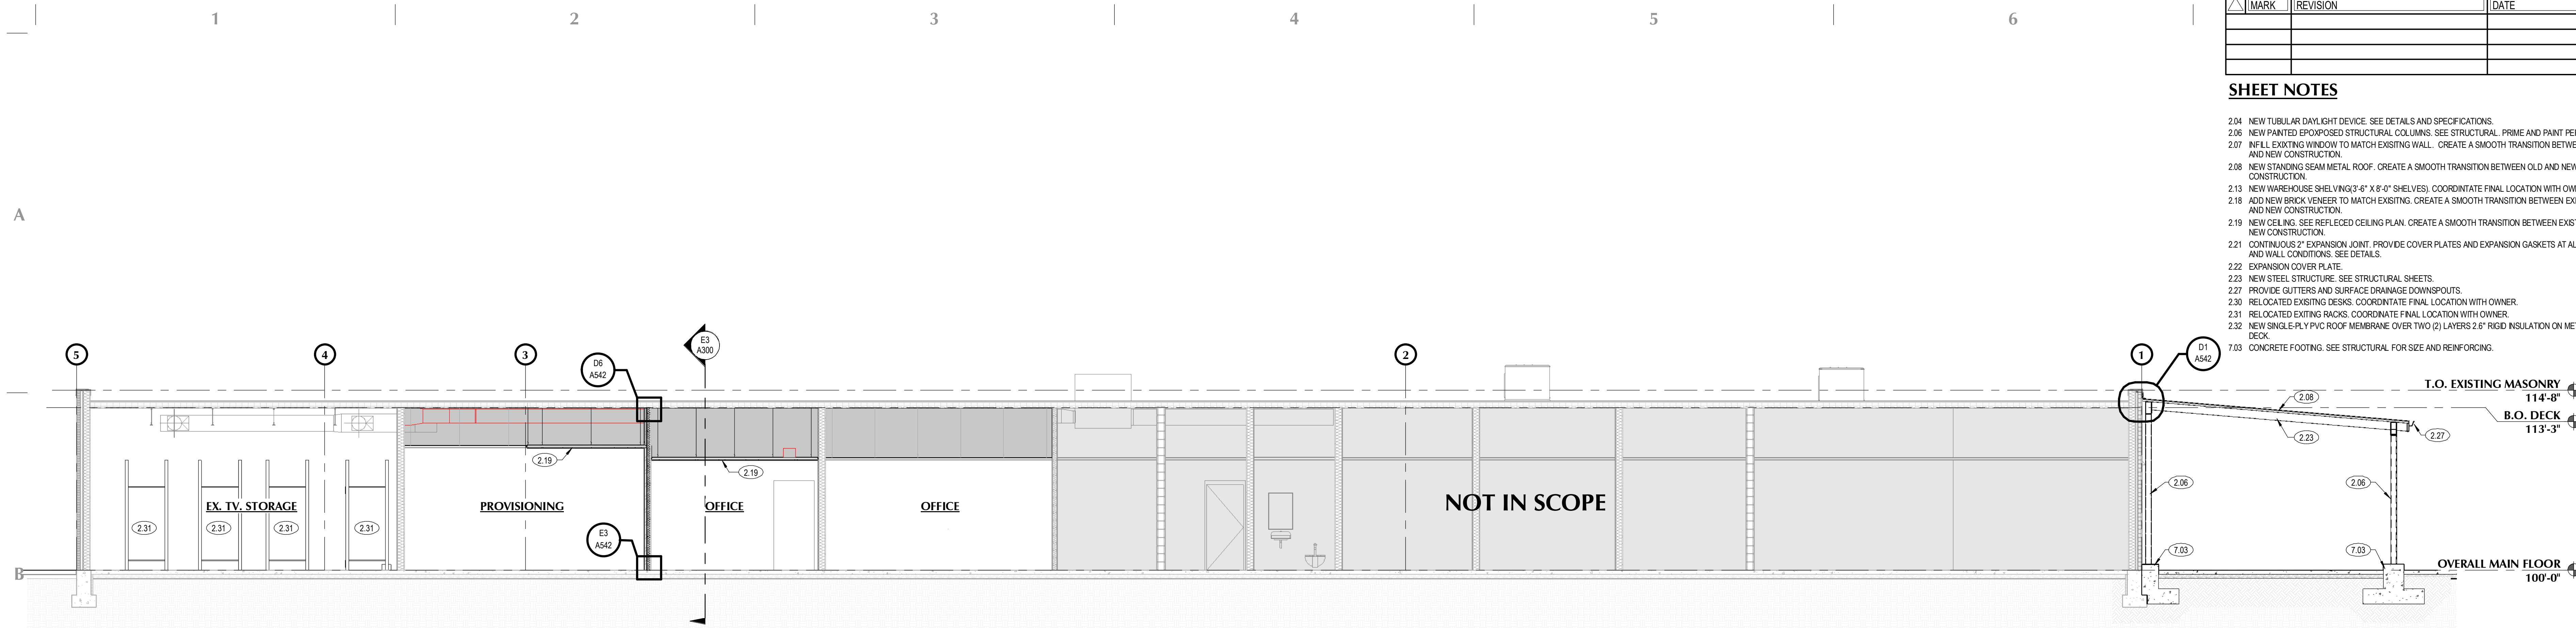 1 2 3 4 5 6
MARK REVISION DATE
SHEET NOTES
2.04 NEW TUBULAR DAYLIGHT DEVICE. SEE DETAILS AND SPECIFICATIONS.
2.06 NEW PAINTED EPOXPOSED STRUCTURAL COLUMNS. SEE STRUCTURAL. PRIME AND PAINT PE
2.07 INFILL EXIXTING WINDOW TO MATCH EXISITNG WALL. CREATE A SMOOTH TRANSITION BETWE
AND NEW CONSTRUCTION.
2.08 NEW STANDING SEAM METAL ROOF. CREATE A SMOOTH TRANSITION BETWEEN OLD AND NEW
CONSTRUCTION.
2.13 NEW WAREHOUSE SHELVING(3'-6" X 8'-0" SHELVES). COORDINTATE FINAL LOCATION WITH OW
2.18 ADD NEW BRICK VENEER TO MATCH EXISITNG. CREATE A SMOOTH TRANSITION BETWEEN EX
AND NEW CONSTRUCTION.
2.19 NEW CEILING. SEE REFLECED CEILING PLAN. CREATE A SMOOTH TRANSITION BETWEEN EXIS
NEW CONSTRUCTION.
2.21 CONTINUOUS 2" EXPANSION JOINT. PROVIDE COVER PLATES AND EXPANSION GASKETS AT AL
AND WALL CONDITIONS. SEE DETAILS.
2.22 EXPANSION COVER PLATE.
2.23 NEW STEEL STRUCTURE. SEE STRUCTURAL SHEETS.
2.27 PROVIDE GUTTERS AND SURFACE DRAINAGE DOWNSPOUTS.
2.30 RELOCATED EXISITNG DESKS. COORDINTATE FINAL LOCATION WITH OWNER.
2.31 RELOCATED EXITING RACKS. COORDINATE FINAL LOCATION WITH OWNER.
2.32 NEW SINGLE-PLY PVC ROOF MEMBRANE OVER TWO (2) LAYERS 2.6" RIGID INSULATION ON ME
DECK.
7.03 CONCRETE FOOTING. SEE STRUCTURAL FOR SIZE AND REINFORCING.
A
5 4 3 2 1
E3
A300
D6
A542
D1
A542
T.O. EXISTING MASONRY
114'-8"
2.08
B.O. DECK
113'-3"
2.23 2.27
2.19 2.19
2.06 2.06
EX. TV. STORAGE PROVISIONING OFFICE OFFICE NOT IN SCOPE
2.31 2.31 2.31 2.31
E3
A542
7.03 7.03
B
OVERALL MAIN FLOOR
100'-0"